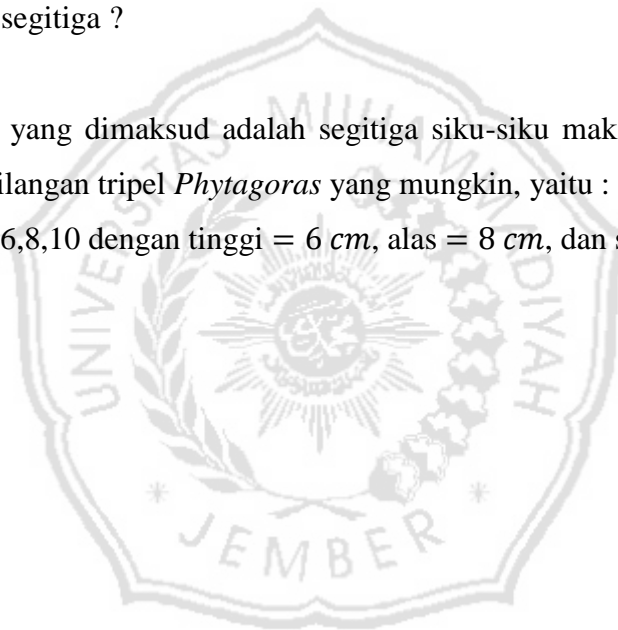 segitiga ?
yang dimaksud adalah segitiga siku-siku mak
ilangan tripel Phytagoras yang mungkin, yaitu :
6,8,10 dengan tinggi = 6 cm, alas = 8 cm, dan s
UNIVERSITAS MUHAMMADIYAH
JEMBER